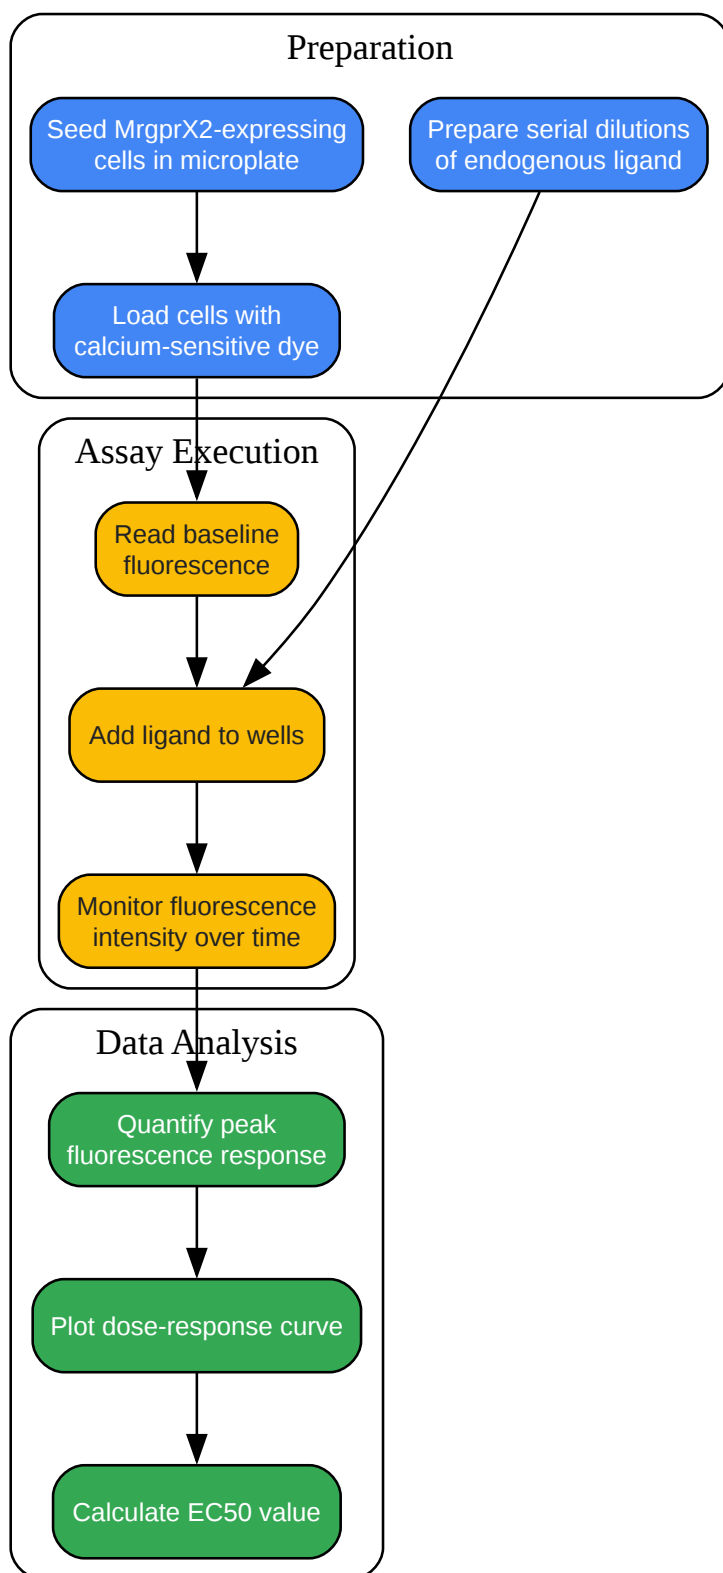 Preparation
Seed MrgprX2-expressing
cells in microplate
Prepare serial dilutions
of endogenous ligand
Load cells with
calcium-sensitive dye
Assay Execution
Read baseline
fluorescence
Add ligand to wells
Monitor fluorescence
intensity over time
Data Analysis
Quantify peak
fluorescence response
Plot dose-response curve
Calculate EC50 value